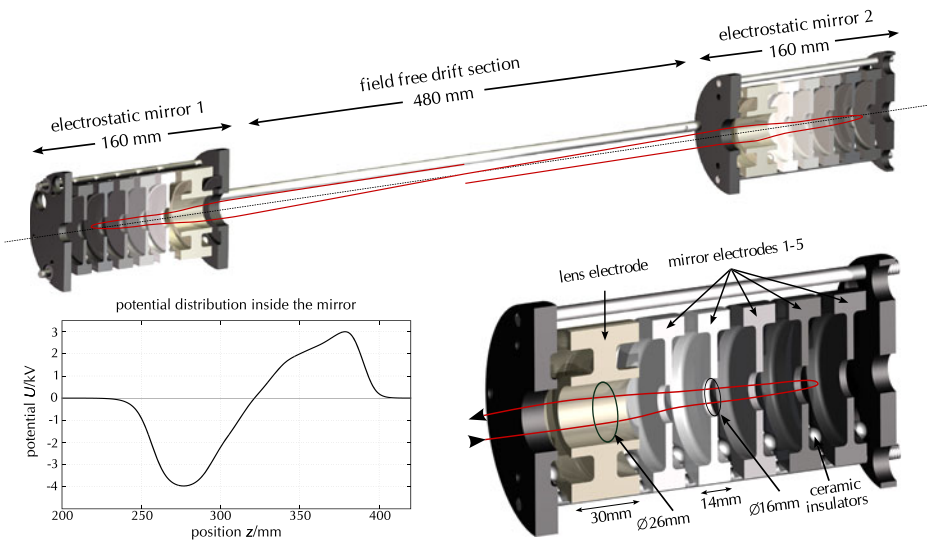 electrostatic mirror 2
160 mm
field free drift section
480 mm
electrostatic mirror 1
160 mm
lens electrode
mirror electrodes 1-5
potential distribution inside the mirror
3
2
1
0
-1
-2
-3
-4
potential U/kV
200
250
300
350
400
position z/mm
30mm
Ø26mm
14mm
Ø16mm
ceramic
insulators